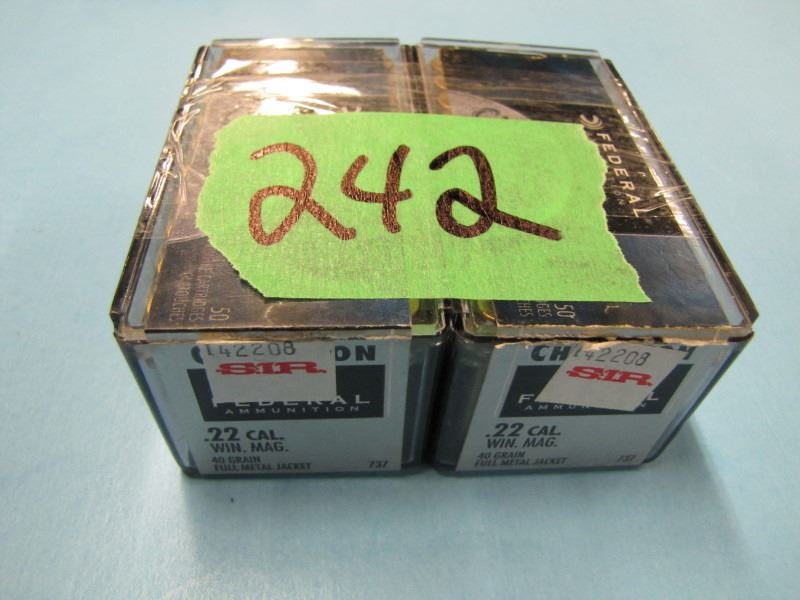 242
FEDERAL
50
50
142208
SIR
FEDERAL
AMMUNITION
.22 CAL.
WIN. MAG.
40 GRAIN
FULL METAL JACKET 737
142208
SIR
AMMUNITION
.22 CAL.
WIN. MAG.
40 GRAIN
FULL METAL JACKET 737